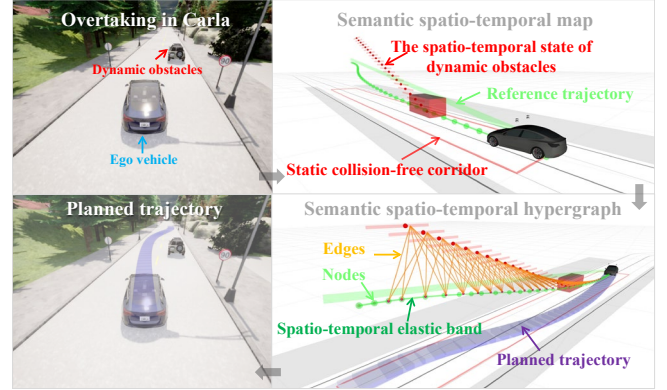 Overtaking in Carla
Dynamic obstacles
Ego vehicle
Semantic spatio-temporal map
The spatio-temporal state of
dynamic obstacles
Reference trajectory
Static collision-free corridor
Planned trajectory
Semantic spatio-temporal hypergraph
Edges
Nodes
Spatio-temporal elastic band
Planned trajectory